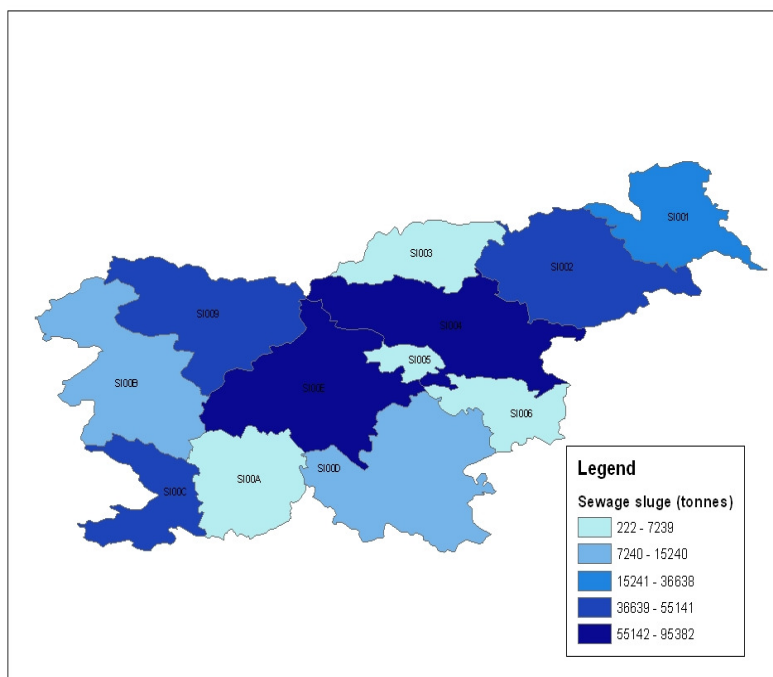 SI001
SI003
SI002
SI009
SI004
SI005
SI00B
SI00E
SI006
SI00D
SI00A
SI00C
Legend
Sewage sluge (tonnes)
222 - 7239
7240 - 15240
15241 - 36638
36639 - 55141
55142 - 95382